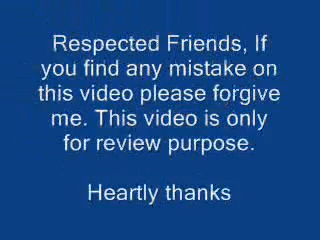 Respected Friends, If
you find any mistake on
this video please forgive
me. This video is only
for review purpose.
Heartly thanks